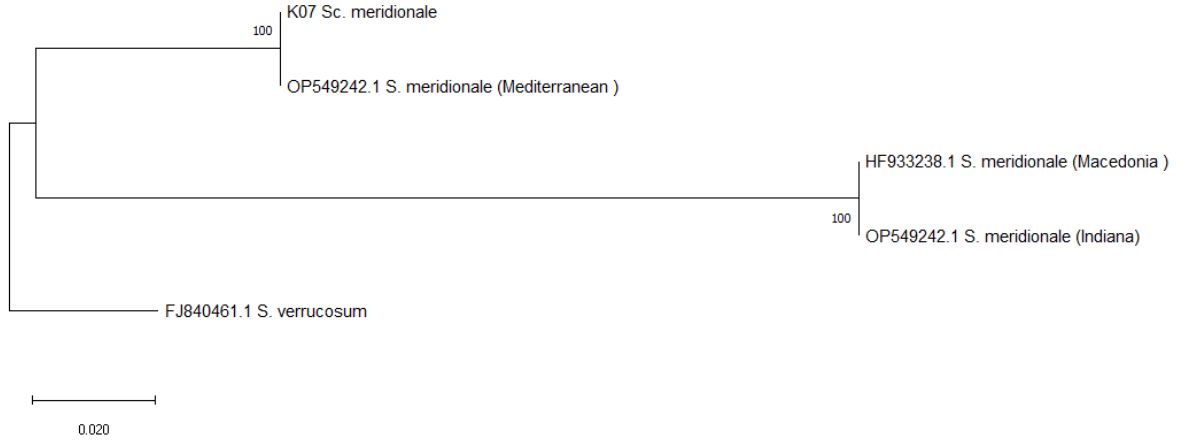 K07 Sc. meridionale
100
OP549242.1 S. meridionale (Mediterranean )
HF933238.1 S. meridionale (Macedonia )
100
OP549242.1 S. meridionale (Indiana)
FJ840461.1 S. verrucosum
0.020